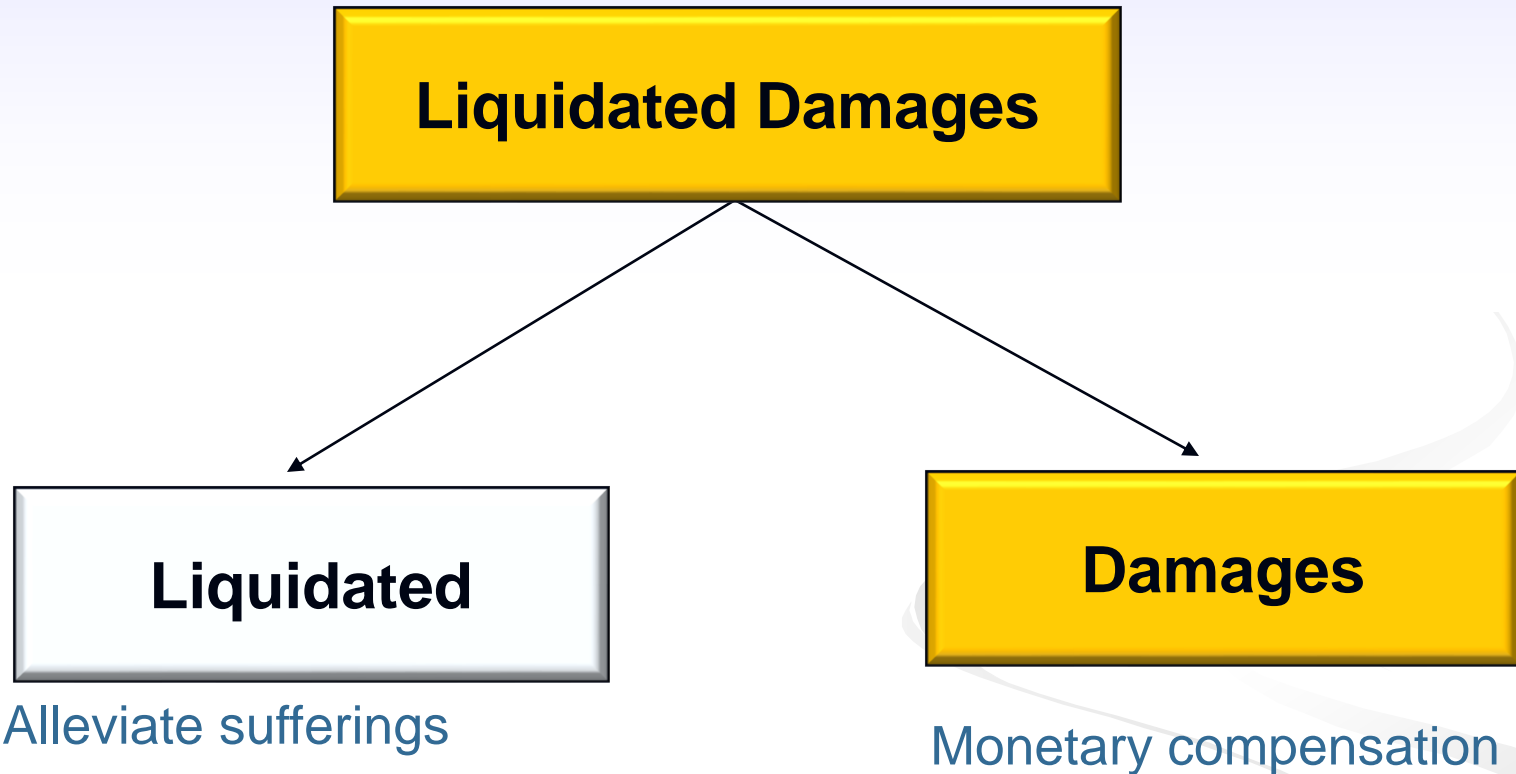 Liquidated Damages
Liquidated
Damages
Alleviate sufferings
Monetary compensation